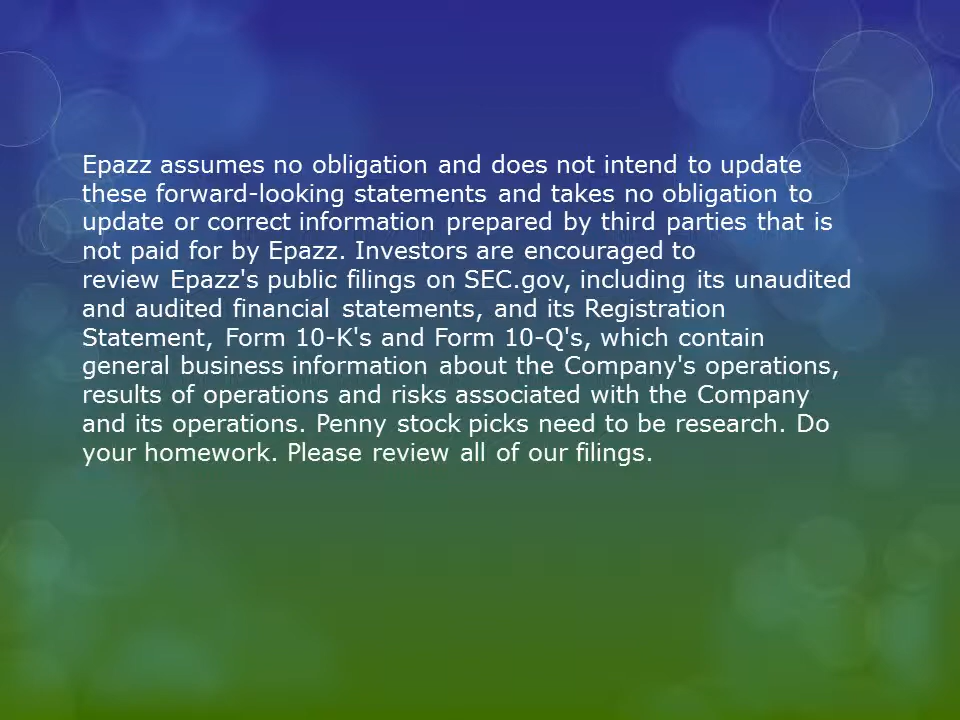 Epazz assumes no obligation and does not intend to update
these forward-looking statements and takes no obligation to
update or correct information prepared by third parties that is
not paid for by Epazz. Investors are encouraged to
review Epazz's public filings on SEC.gov, including its unaudited
and audited financial statements, and its Registration
Statement, Form 10-K's and Form 10-Q's, which contain
general business information about the Company's operations,
results of operations and risks associated with the Company
and its operations. Penny stock picks need to be research. Do
your homework. Please review all of our filings.